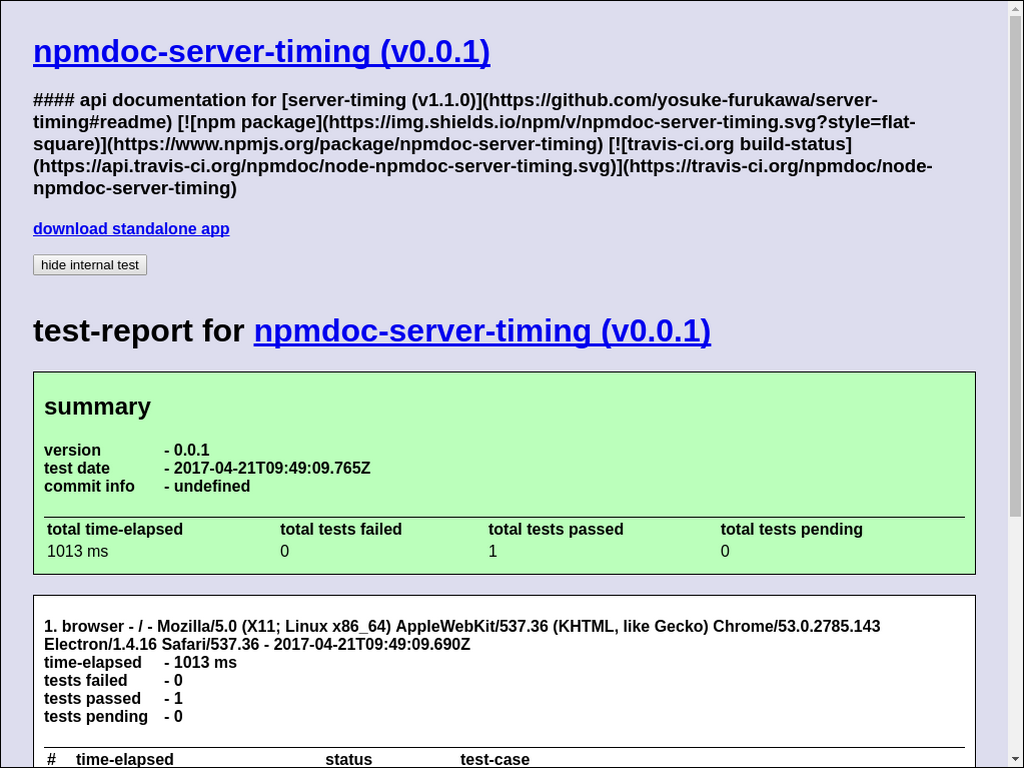 npmdoc-server-timing (v0.0.1)
#### api documentation for [server-timing (v1.1.0)](https://github.com/yosuke-furukawa/server-
timing#readme) [![npm package](https://img.shields.io/npm/v/npmdoc-server-timing.svg?style=flat-
square)](https://www.npmjs.org/package/npmdoc-server-timing) [![travis-ci.org build-status]
(https://api.travis-ci.org/npmdoc/node-npmdoc-server-timing.svg)](https://travis-ci.org/npmdoc/node-
npmdoc-server-timing)
download standalone app
hide internal test
test-report for npmdoc-server-timing (v0.0.1)
summary
version - 0.0.1
test date - 2017-04-21T09:49:09.765Z
commit info - undefined
total time-elapsed total tests failed total tests passed total tests pending
1013 ms 0 1 0
1. browser - / - Mozilla/5.0 (X11; Linux x86_64) AppleWebKit/537.36 (KHTML, like Gecko) Chrome/53.0.2785.143
Electron/1.4.16 Safari/537.36 - 2017-04-21T09:49:09.690Z
time-elapsed - 1013 ms
tests failed - 0
tests passed - 1
tests pending - 0
# time-elapsed status test-case